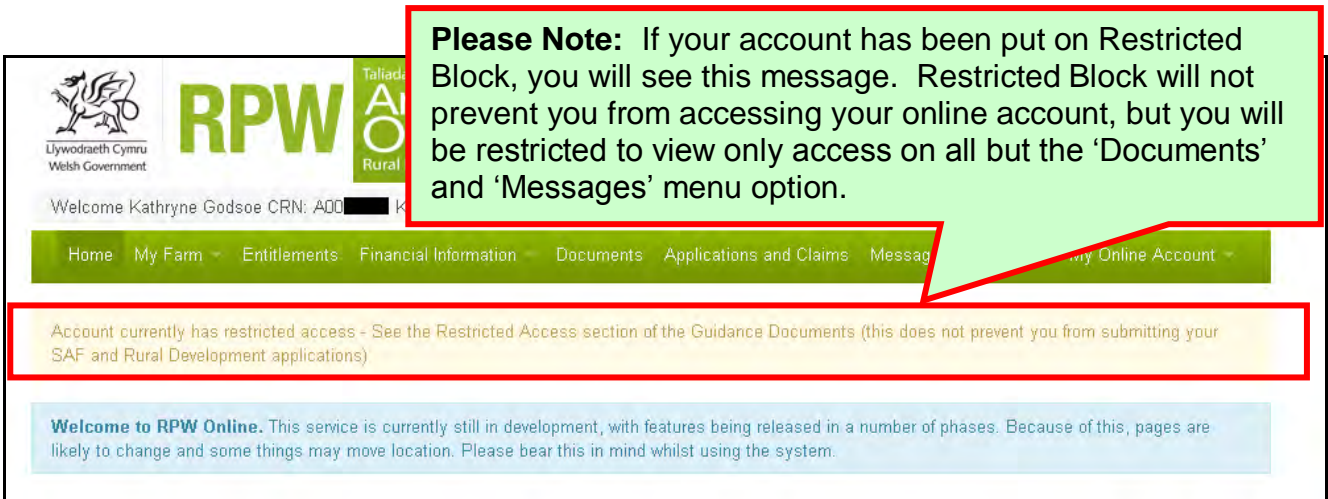 Please Note: If your account has been put on Restricted
Block, you will see this message. Restricted Block will not
prevent you from accessing your online account, but you will
be restricted to view only access on all but the ‘Documents’
and ‘Messages’ menu option.
Llywodraeth Cymru
Welsh Government
RPW
Rural
Welcome Kathryne Godsoe CRN: A00
Home My Farm Entitlements Financial Information Documents Applications and Claims My Online Account
Account currently has restricted access - See the Restricted Access section of the Guidance Documents (this does not prevent you from submitting your
SAF and Rural Development applications)
Welcome to RPW Online. This service is currently still in development, with features being released in a number of phases. Because of this, pages are
likely to change and some things may move location. Please bear this in mind whilst using the system.